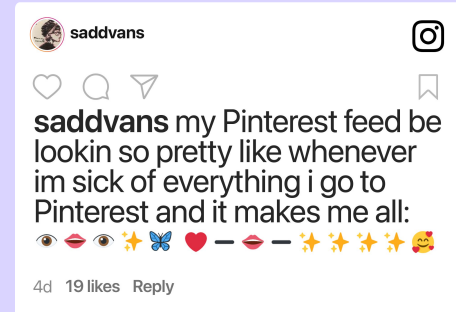 saddvans
saddvans my Pinterest feed be
lookin so pretty like whenever
im sick of everything i go to
Pinterest and it makes me all:
👁️👄👁️✨🦋 ❤️➖👄➖✨✨✨✨🥰
4d 19 likes Reply